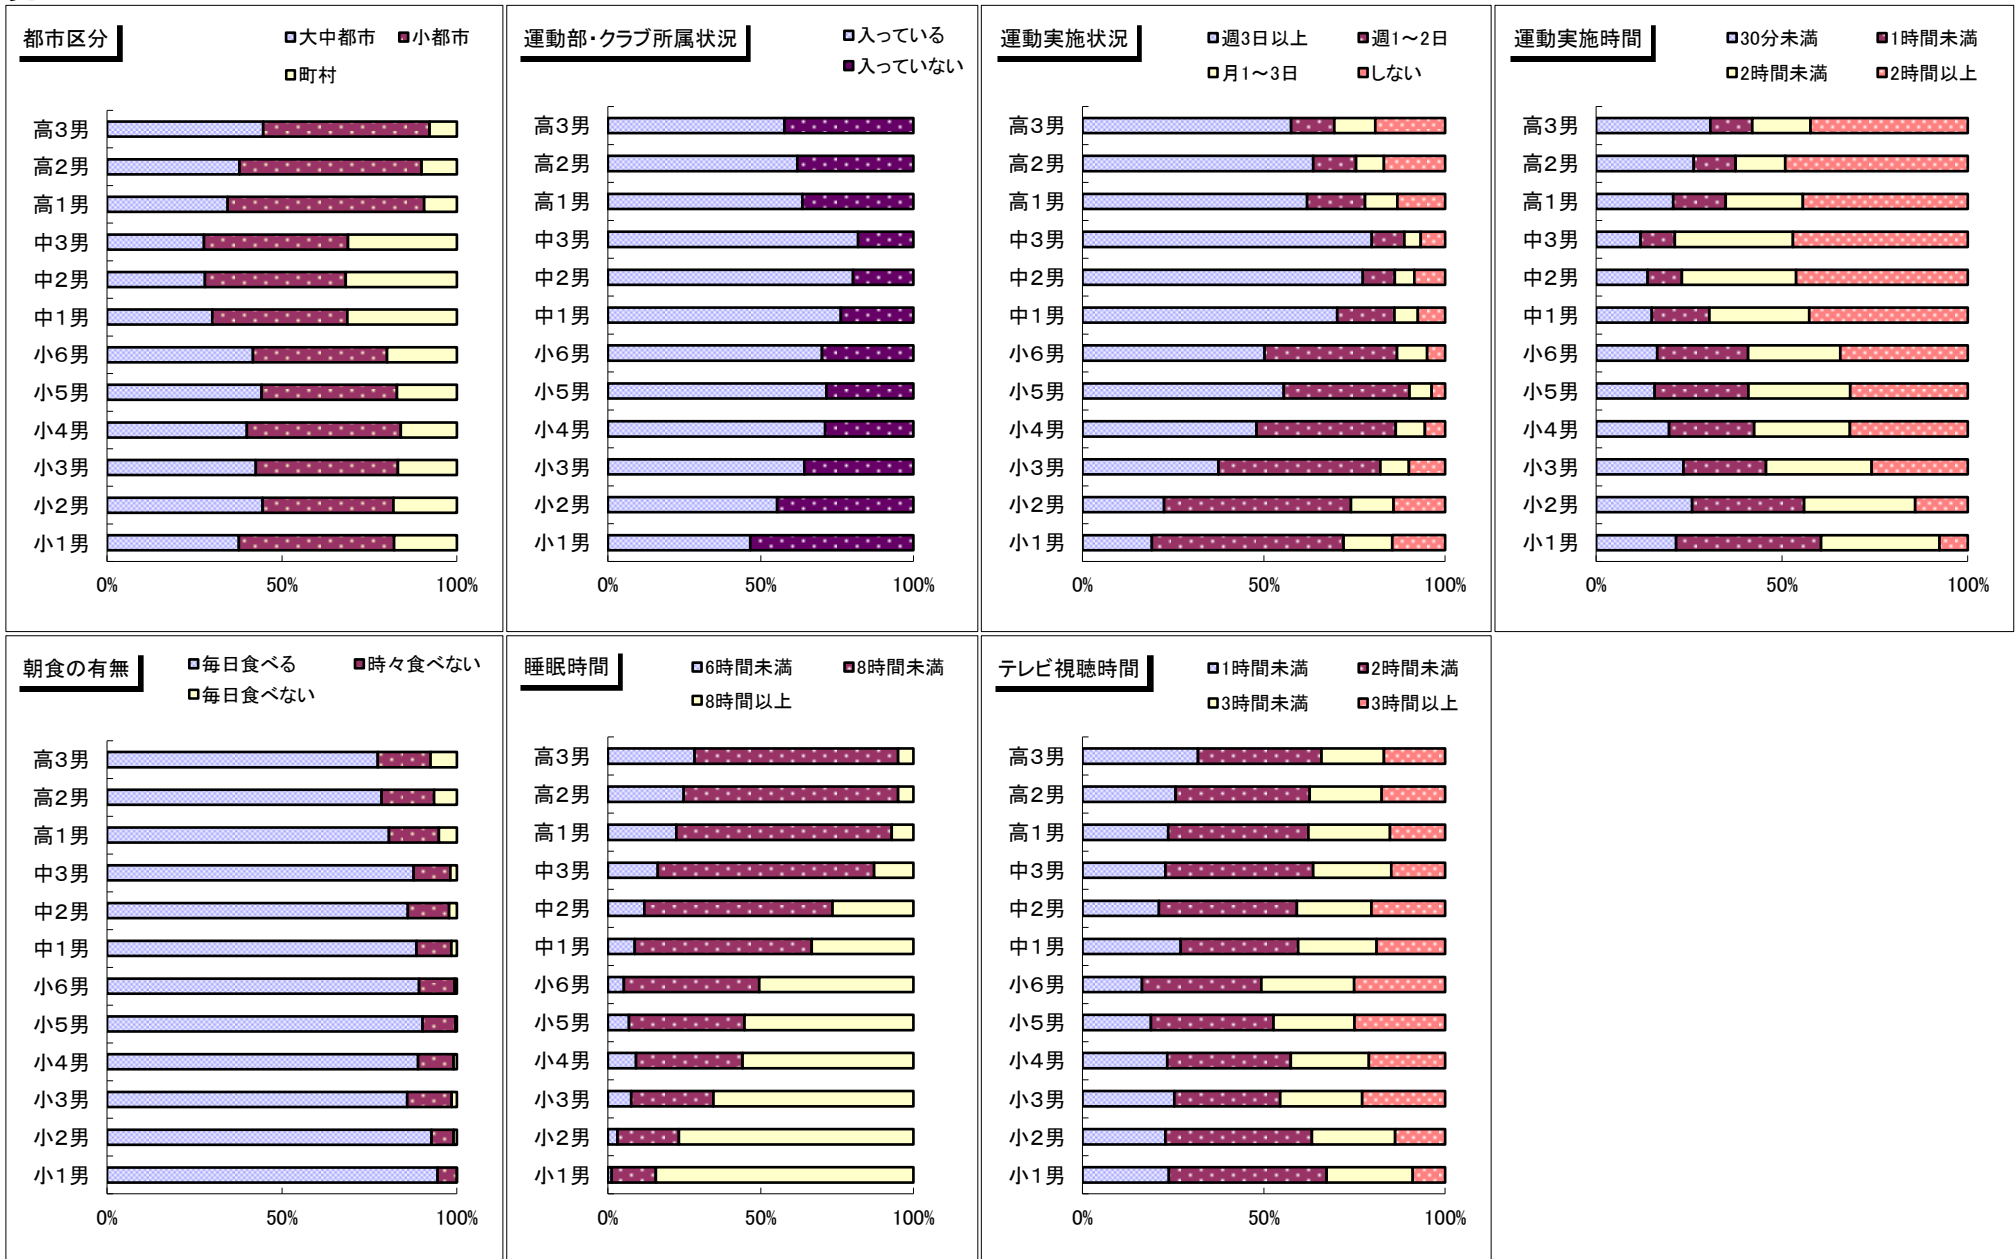 都市区分
大中都市 小都市
町村
高3男
高2男
高1男
中3男
中2男
中1男
小6男
小5男
小4男
小3男
小2男
小1男
0% 50% 100%
運動部・クラブ所属状況
入っている
入っていない
高3男
高2男
高1男
中3男
中2男
中1男
小6男
小5男
小4男
小3男
小2男
小1男
0% 50% 100%
運動実施状況
週3日以上 週1～2日
月1～3日 しない
高3男
高2男
高1男
中3男
中2男
中1男
小6男
小5男
小4男
小3男
小2男
小1男
0% 50% 100%
運動実施時間
30分未満 1時間未満
2時間未満 2時間以上
高3男
高2男
高1男
中3男
中2男
中1男
小6男
小5男
小4男
小3男
小2男
小1男
0% 50% 100%
朝食の有無
毎日食べる 時々食べない
毎日食べない
高3男
高2男
高1男
中3男
中2男
中1男
小6男
小5男
小4男
小3男
小2男
小1男
0% 50% 100%
睡眠時間
6時間未満 8時間未満
8時間以上
高3男
高2男
高1男
中3男
中2男
中1男
小6男
小5男
小4男
小3男
小2男
小1男
0% 50% 100%
テレビ視聴時間
1時間未満 2時間未満
3時間未満 3時間以上
高3男
高2男
高1男
中3男
中2男
中1男
小6男
小5男
小4男
小3男
小2男
小1男
0% 50% 100%